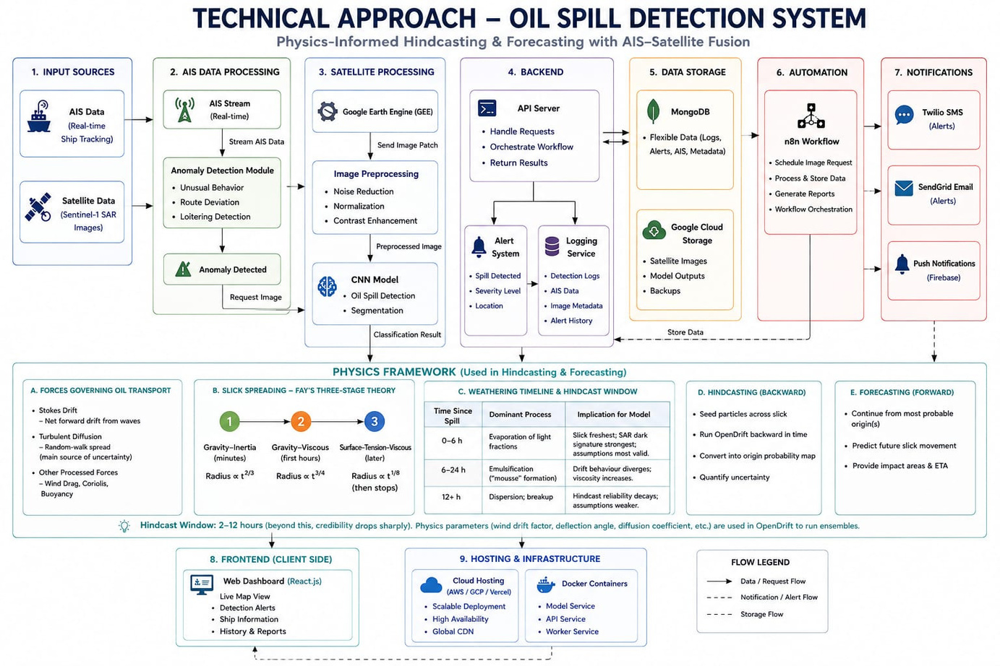 TECHNICAL APPROACH – OIL SPILL DETECTION SYSTEM
Physics-Informed Hindcasting & Forecasting with AIS–Satellite Fusion
1. INPUT SOURCES
AIS Data
(Real-time
Ship Tracking)
Satellite Data
(Sentinel-1 SAR
Images)
2. AIS DATA PROCESSING
AIS Stream
(Real-time)
Stream AIS Data
Anomaly Detection Module
• Unusual Behavior
• Route Deviation
• Loitering Detection
Anomaly Detected
Request Image
3. SATELLITE PROCESSING
Google Earth Engine (GEE)
Send Image Patch
Image Preprocessing
• Noise Reduction
• Normalization
• Contrast Enhancement
Preprocessed Image
CNN Model
• Oil Spill Detection
• Segmentation
Classification Result
4. BACKEND
API Server
• Handle Requests
• Orchestrate Workflow
• Return Results
Alert
System
• Spill Detected
• Severity Level
• Location
Logging
Service
• Detection Logs
• AIS Data
• Image Metadata
• Alert History
5. DATA STORAGE
MongoDB
• Flexible Data (Logs,
Alerts, AIS, Metadata)
Google Cloud
Storage
• Satellite Images
• Model Outputs
• Backups
Store Data
6. AUTOMATION
n8n Workflow
• Schedule Image Request
• Process & Store Data
• Generate Reports
• Workflow Orchestration
7. NOTIFICATIONS
Twilio SMS
(Alerts)
SendGrid Email
(Alerts)
Push Notifications
(Firebase)
PHYSICS FRAMEWORK (Used in Hindcasting & Forecasting)
A. FORCES GOVERNING OIL TRANSPORT
• Stokes Drift
– Net forward drift from waves
• Turbulent Diffusion
– Random-walk spread
(main source of uncertainty)
• Other Processed Forces
– Wind Drag, Coriolis,
Buoyancy
B. SLICK SPREADING – FAY'S THREE-STAGE THEORY
1
2
3
Gravity–Inertia
(minutes)
Radius ∝ t^2/3
Gravity–Viscous
(first hours)
Radius ∝ t^3/4
Surface-Tension–Viscous
(later)
Radius ∝ t^1/8
(then stops)
C. WEATHERING TIMELINE & HINDCAST WINDOW
Time Since
Spill
Dominant Process
Implication for Model
0–6 h
Evaporation of light
fractions
Slick freshest; SAR dark
signature strongest;
assumptions most valid.
6–24 h
Emulsification
("mousse" formation)
Drift behaviour diverges;
viscosity increases.
12+ h
Dispersion; breakup
Hindcast reliability decays;
assumptions weaker.
D. HINDCASTING (BACKWARD)
• Seed particles across slick
• Run OpenDrift backward in time
• Convert into origin probability map
• Quantify uncertainty
E. FORECASTING (FORWARD)
• Continue from most probable
origin(s)
• Predict future slick movement
• Provide impact areas & ETA
Hindcast Window: 2–12 hours (beyond this, credibility drops sharply). Physics parameters (wind drift factor, deflection angle, diffusion coefficient, etc.) are used in OpenDrift to run ensembles.
8. FRONTEND (CLIENT SIDE)
Web Dashboard (React.js)
Live Map View
• Detection Alerts
• Ship Information
• History & Reports
9. HOSTING & INFRASTRUCTURE
Cloud Hosting
(AWS / GCP / Vercel)
• Scalable Deployment
• High Availability
• Global CDN
Docker Containers
• Model Service
• API Service
• Worker Service
FLOW LEGEND
Data / Request Flow
Notification / Alert Flow
Storage Flow